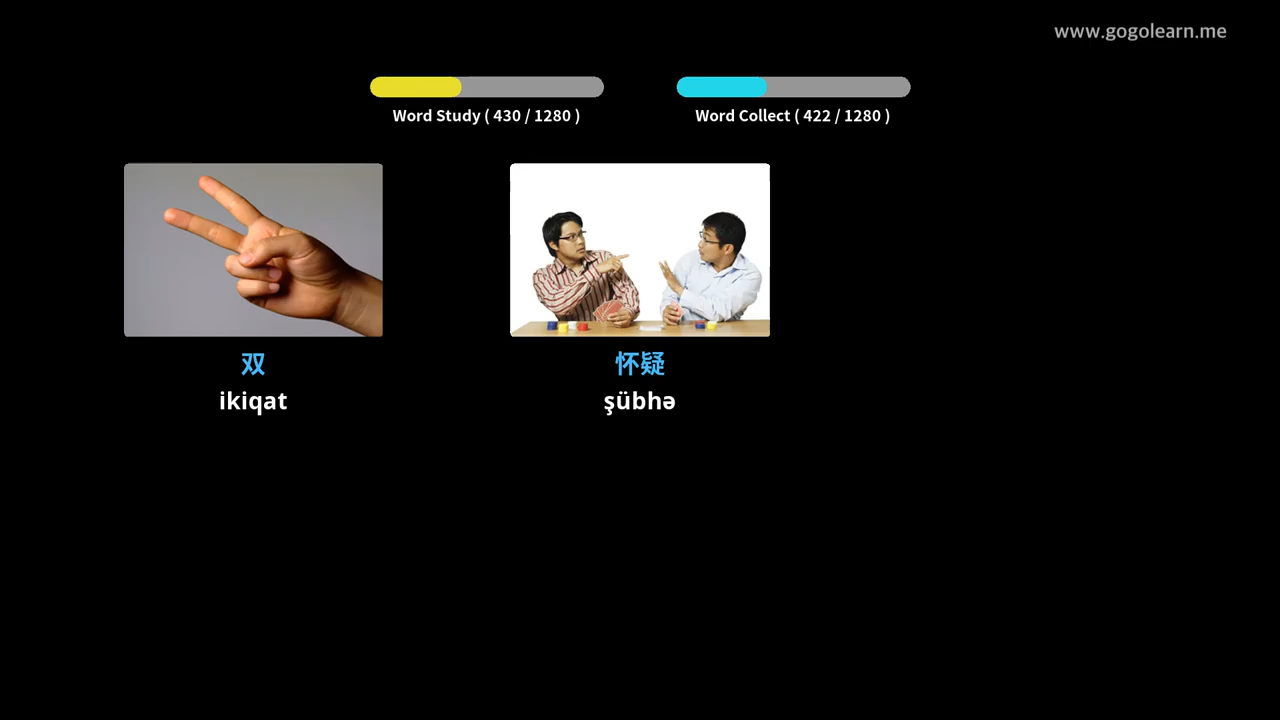 www.gogolearn.me
Word Study ( 430 / 1280 )
Word Collect ( 422 / 1280 )
双
ikiqat
怀疑
şübhə